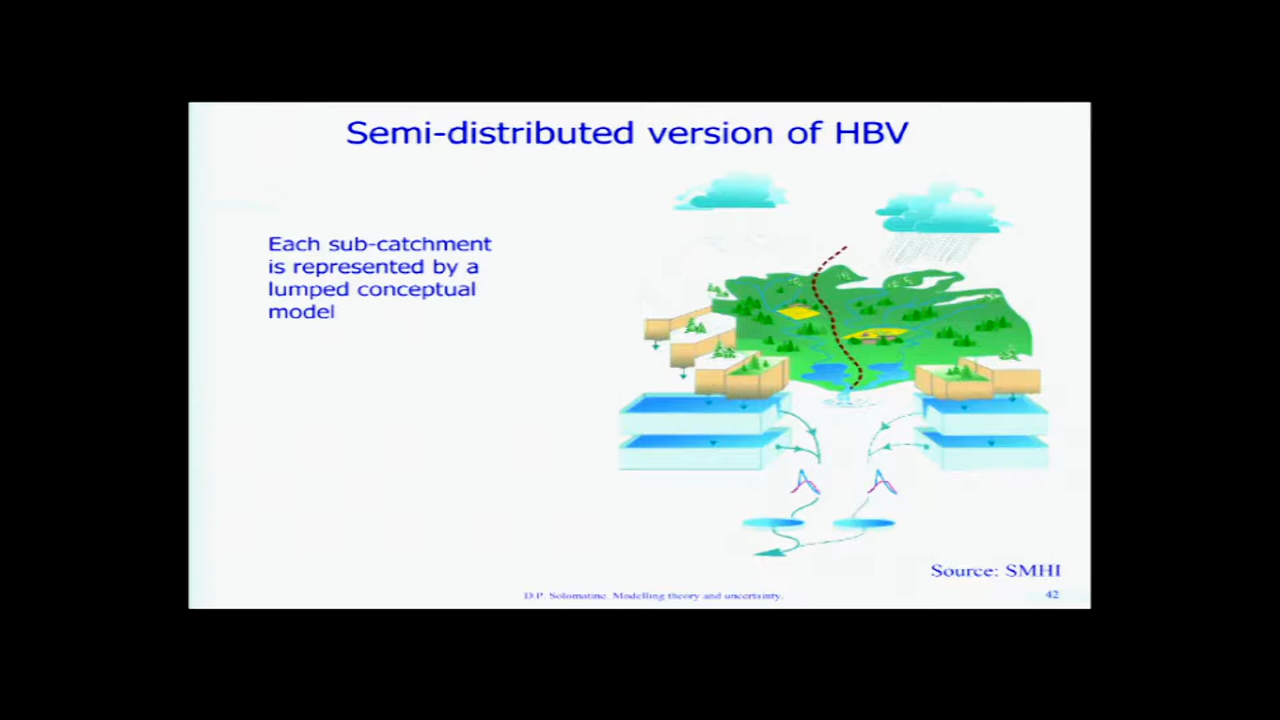 Semi-distributed version of HBV
Each sub-catchment
is represented by a
lumped conceptual
model
Source: SMHI
D.P. Solomatine. Modelling theory and uncertainty.
42